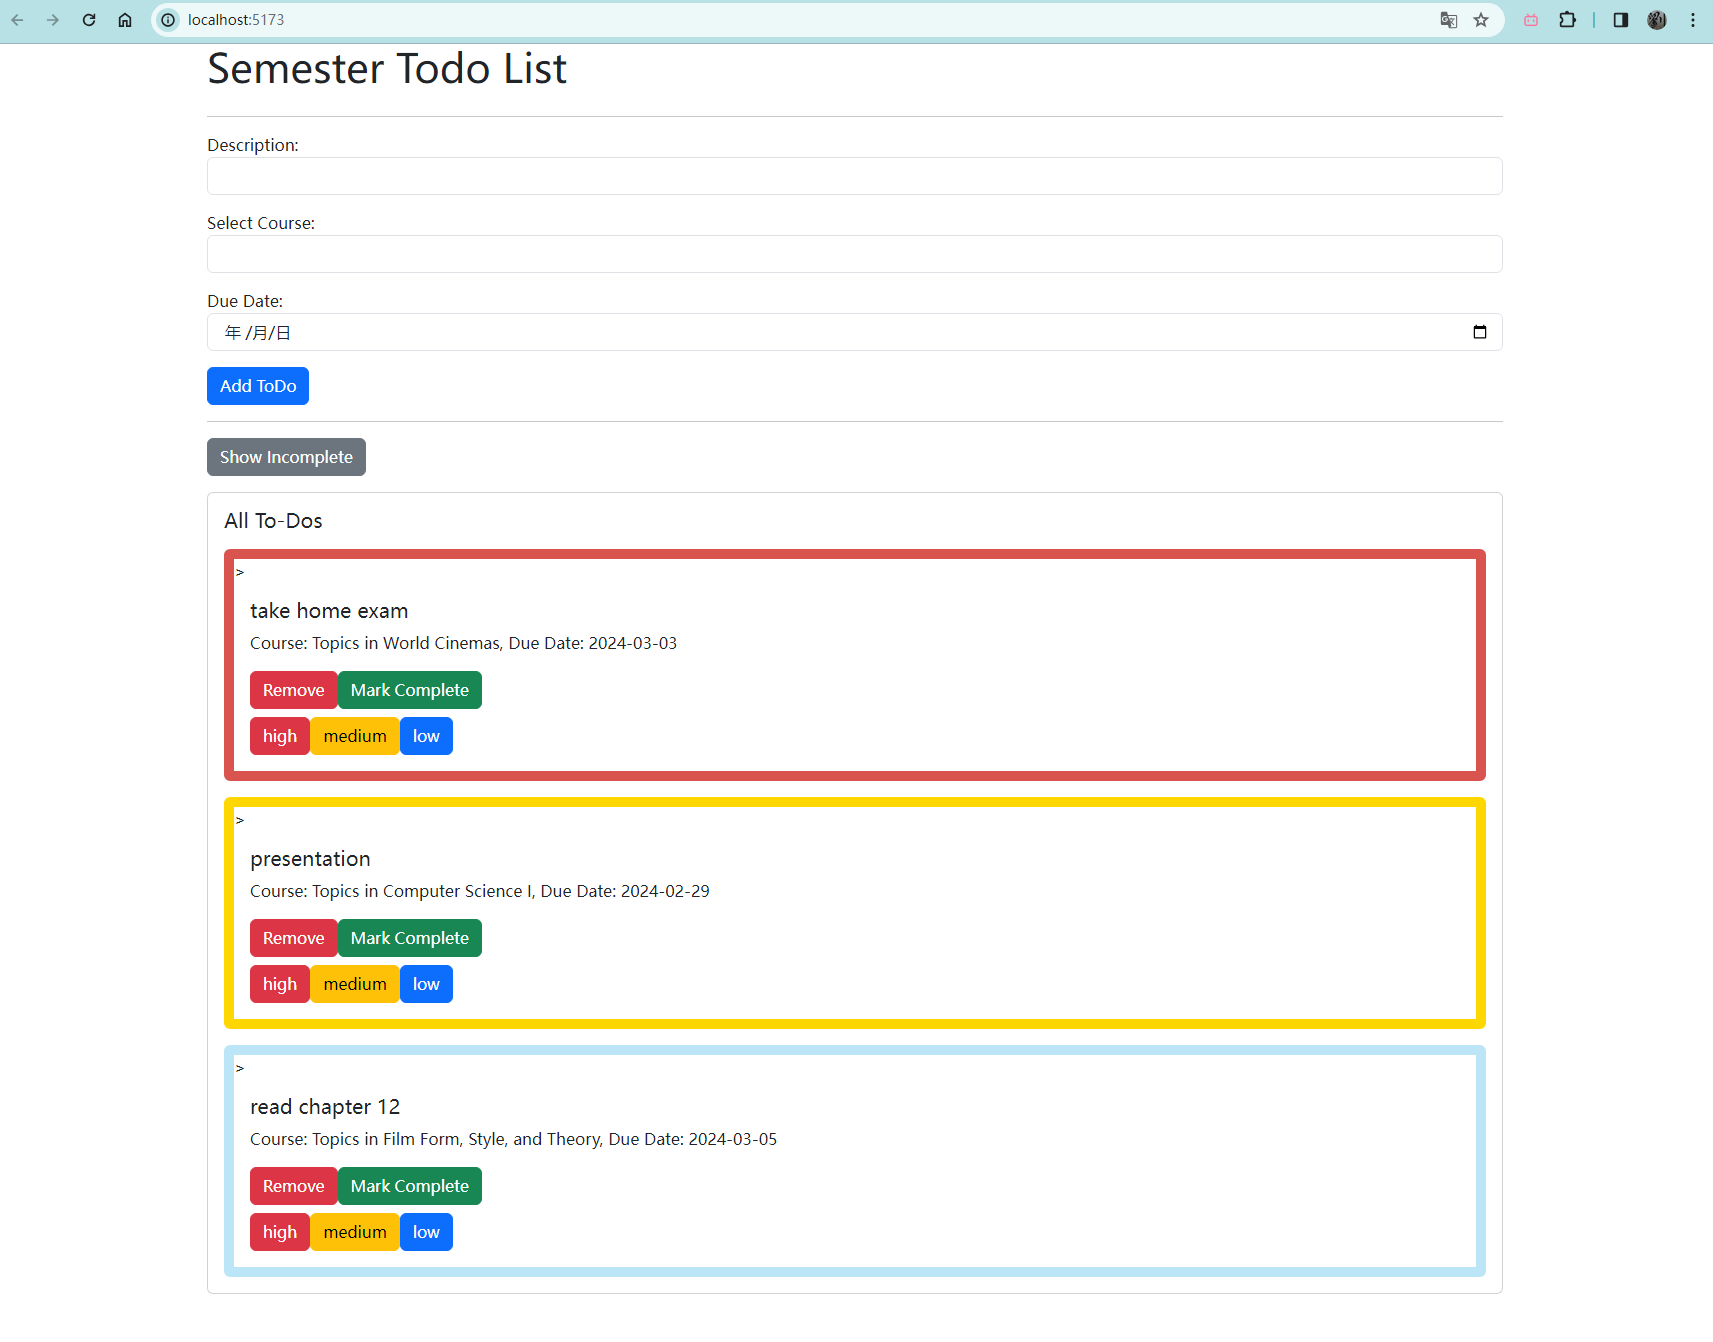 localhost:5173
Semester Todo List
Description:
Select Course:
Due Date:
年 /月/日
Add ToDo
Show Incomplete
All To-Dos
>
take home exam
Course: Topics in World Cinemas, Due Date: 2024-03-03
Remove Mark Complete
high medium low
>
presentation
Course: Topics in Computer Science I, Due Date: 2024-02-29
Remove Mark Complete
high medium low
>
read chapter 12
Course: Topics in Film Form, Style, and Theory, Due Date: 2024-03-05
Remove Mark Complete
high medium low